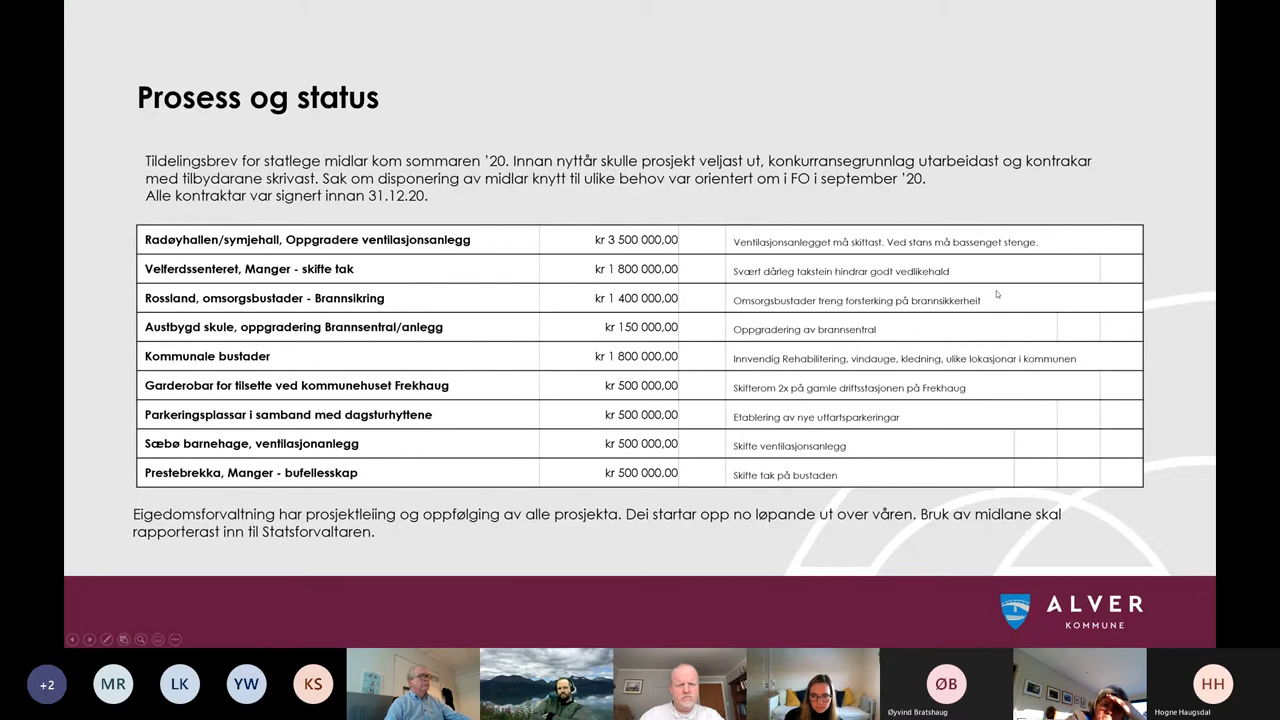 Prosess og status
Tildelingsbrev for statlege midlar kom sommaren ’20. Innan nyttår skulle prosjekt veljast ut, konkurransegrunnlag utarbeidast og kontrakar
med tilbydarane skrivast. Sak om disponering av midlar knytt til ulike behov var orientert om i FO i september ’20.
Alle kontraktar var signert innan 31.12.20.
Radøyhallen/symjehall, Oppgradere ventilasjonsanlegg kr 3 500 000,00 Ventilasjonsanlegget må skiftast. Ved stans må bassenget stenge.
Velferdssenteret, Manger - skifte tak kr 1 800 000,00 Svært dårleg takstein hindrar godt vedlikehald
Rossland, omsorgsbustader - Brannsikring kr 1 400 000,00 Omsorgsbustader treng forsterking på brannsikkerheit
Austbygd skule, oppgradering Brannsentral/anlegg kr 150 000,00 Oppgradering av brannsentral
Kommunale bustader kr 1 800 000,00 Innvendig Rehabilitering, vindauge, kledning, ulike lokasjonar i kommunen
Garderobar for tilsette ved kommunehuset Frekhaug kr 500 000,00 Skifterom 2x på gamle driftsstasjonen på Frekhaug
Parkeringsplassar i samband med dagsturhyttene kr 500 000,00 Etablering av nye utfartsparkeringar
Sæbø barnehage, ventilasjonanlegg kr 500 000,00 Skifte ventilasjonsanlegg
Prestebrekka, Manger - bufellesskap kr 500 000,00 Skifte tak på bustaden
Eigedomsforvaltning har prosjektleiing og oppfølging av alle prosjekta. Dei startar opp no løpande ut over våren. Bruk av midlane skal
rapporterast inn til Statsforvaltaren.
ALVER
KOMMUNE
+2 MR LK YW KS ØB HH
Øyvind Bratshaug Hogne Haugsdal